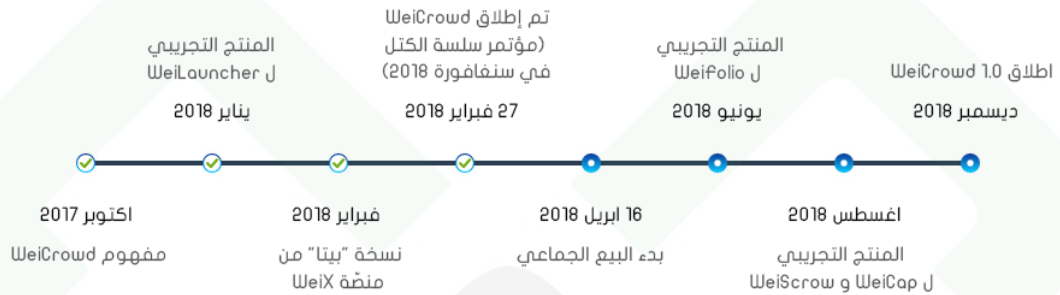 مفهوم WeiCrowd
اكتوبر 2017
المنتج التجريبي
ل WeiLauncher
يناير 2018
فبراير 2018
نسخة "بيتا" من
منصّة WeiX
تم إطلاق WeiCrowd
(مؤتمر سلسة الكتل
في سنغافورة 2018)
27 فبراير 2018
16 ابريل 2018
بدء البيع الجماعي
المنتج التجريبي
ل Weifolio
يونيو 2018
اغسطس 2018
المنتج التجريبي
ل WeiCap و WeiScrow
اطلاق WeiCrowd 1.0
ديسمبر 2018